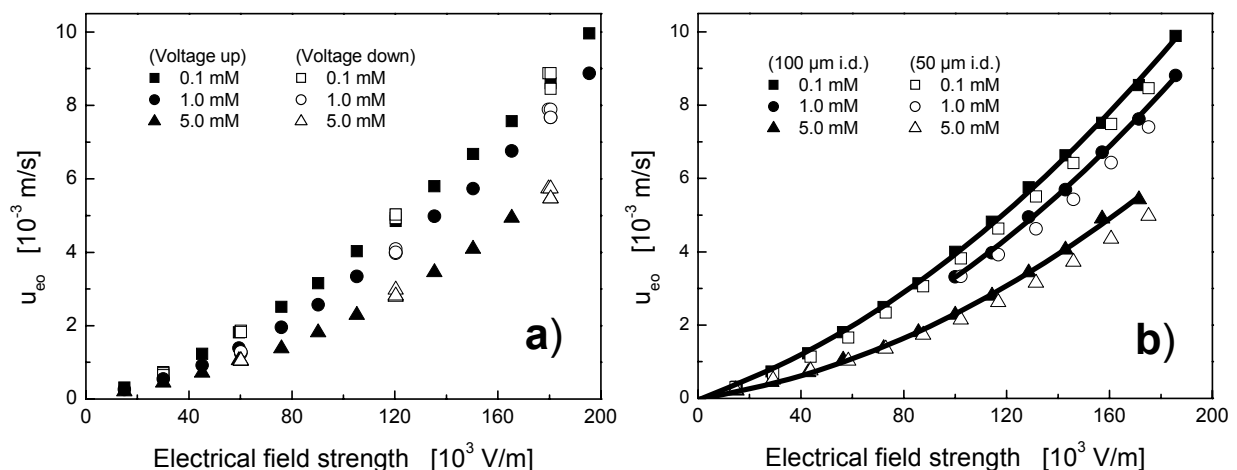 10
8
6
4
2
0
u_eo [10⁻³ m/s]
(Voltage up) (Voltage down)
■ 0.1 mM □ 0.1 mM
● 1.0 mM ○ 1.0 mM
▲ 5.0 mM △ 5.0 mM
a)
0 40 80 120 160 200
Electrical field strength [10³ V/m]
10
8
6
4
2
0
u_eo [10⁻³ m/s]
(100 µm i.d.) (50 µm i.d.)
■ 0.1 mM □ 0.1 mM
● 1.0 mM ○ 1.0 mM
▲ 5.0 mM △ 5.0 mM
b)
0 40 80 120 160 200
Electrical field strength [10³ V/m]